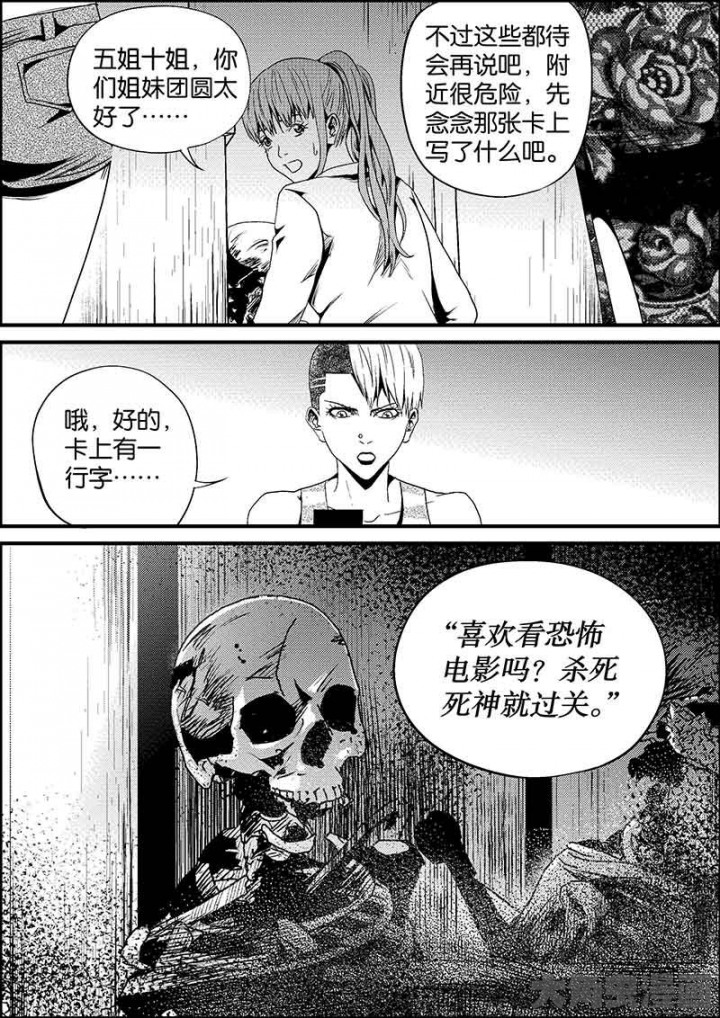 五姐十姐，你
们姐妹团圆太
好了……
不过这些都待
会再说吧，附
近很危险，先
念念那张卡上
写了什么吧。
哦，好的，
卡上有一
行字……
“喜欢看恐怖
电影吗？杀死
死神就过关。”